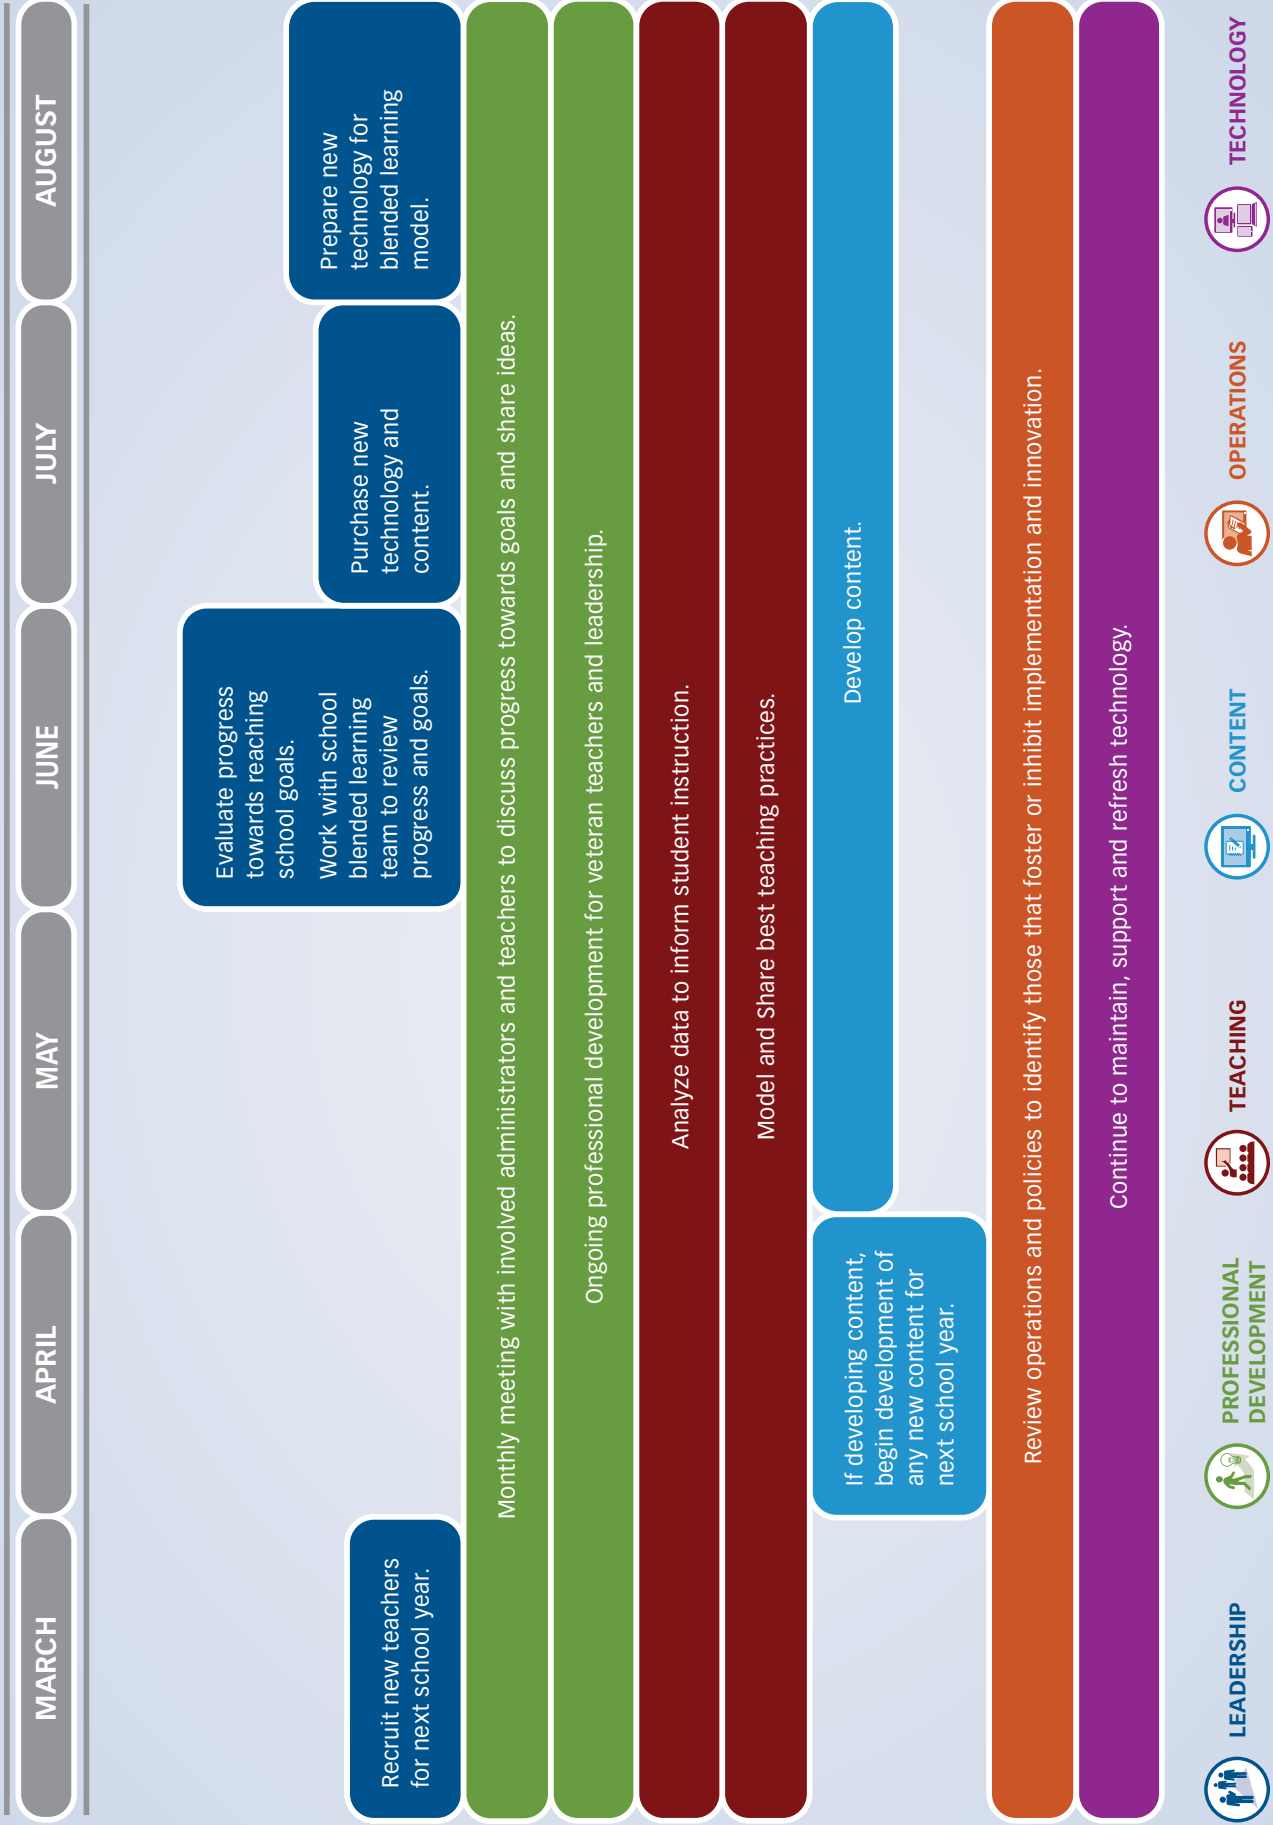 MARCH
APRIL
MAY
JUNE
JULY
AUGUST
Evaluate progress
towards reaching
school goals.
Work with school
blended learning
team to review
progress and goals.
Prepare new
technology for
blended learning
model.
Purchase new
technology and
content.
Recruit new teachers
for next school year.
Monthly meeting with involved administrators and teachers to discuss progress towards goals and share ideas.
Ongoing professional development for veteran teachers and leadership.
Analyze data to inform student instruction.
Model and Share best teaching practices.
If developing content,
begin development of
any new content for
next school year.
Develop content.
Review operations and policies to identify those that foster or inhibit implementation and innovation.
Continue to maintain, support and refresh technology.
LEADERSHIP
PROFESSIONAL
DEVELOPMENT
TEACHING
CONTENT
OPERATIONS
TECHNOLOGY